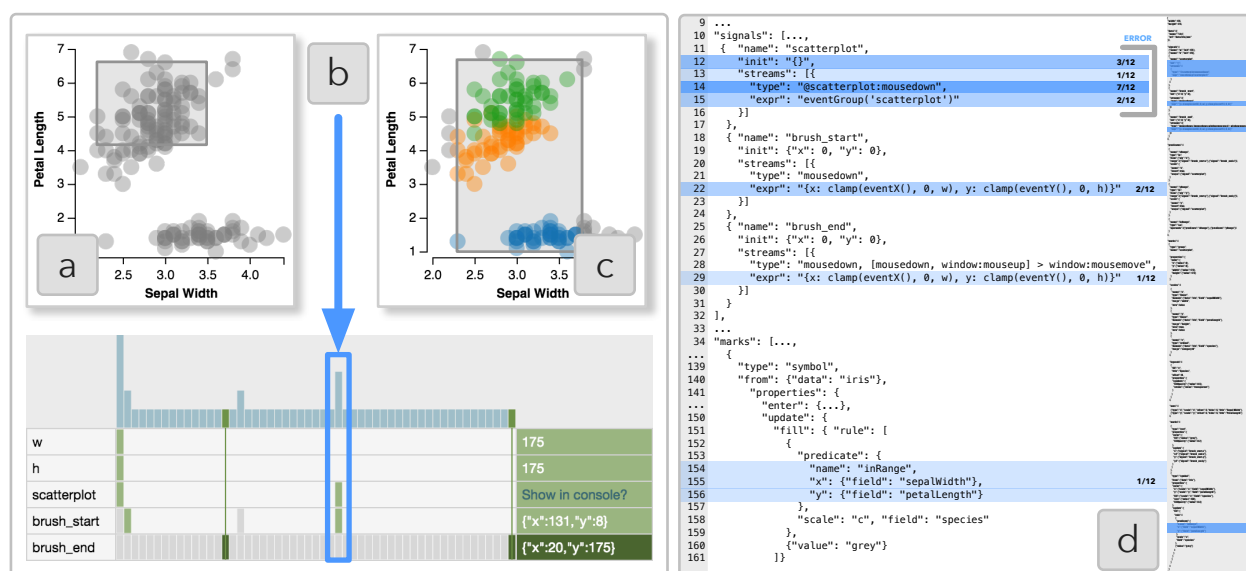 7
6
5
4
3
2
1
Petal Length
2.5 3.0 3.5 4.0
Sepal Width
a
b
7
6
5
4
3
2
1
Petal Length
2.0 2.5 3.0 3.5 4.0
Sepal Width
c
w 175
h 175
scatterplot Show in console?
brush_start {"x":131,"y":8}
brush_end {"x":20,"y":175}
ERROR
9 ...
10 "signals": [...,
11 { "name": "scatterplot",
12 "init": "{}", 3/12
13 "streams": [{ 1/12
14 "type": "@scatterplot:mousedown", 7/12
15 "expr": "eventGroup('scatterplot')" 2/12
16 }]
17 },
18 { "name": "brush_start",
19 "init": {"x": 0, "y": 0},
20 "streams": [{
21 "type": "mousedown",
22 "expr": "{x: clamp(eventX(), 0, w), y: clamp(eventY(), 0, h)}" 2/12
23 }]
24 },
25 { "name": "brush_end",
26 "init": {"x": 0, "y": 0},
27 "streams": [{
28 "type": "mousedown, [mousedown, window:mouseup] > window:mousemove",
29 "expr": "{x: clamp(eventX(), 0, w), y: clamp(eventY(), 0, h)}" 1/12
30 }]
31 }
32 ],
33 ...
34 "marks": [...,
... {
139 "type": "symbol",
140 "from": {"data": "iris"},
141 "properties": {
... "enter": {...},
150 "update": {
151 "fill": { "rule": [
152 {
153 "predicate": {
154 "name": "inRange",
155 "x": {"field": "sepalWidth"}, 1/12
156 "y": {"field": "petalLength"}
157 },
158 "scale": "c", "field": "species"
159 },
160 {"value": "grey"}
161 ]}
d